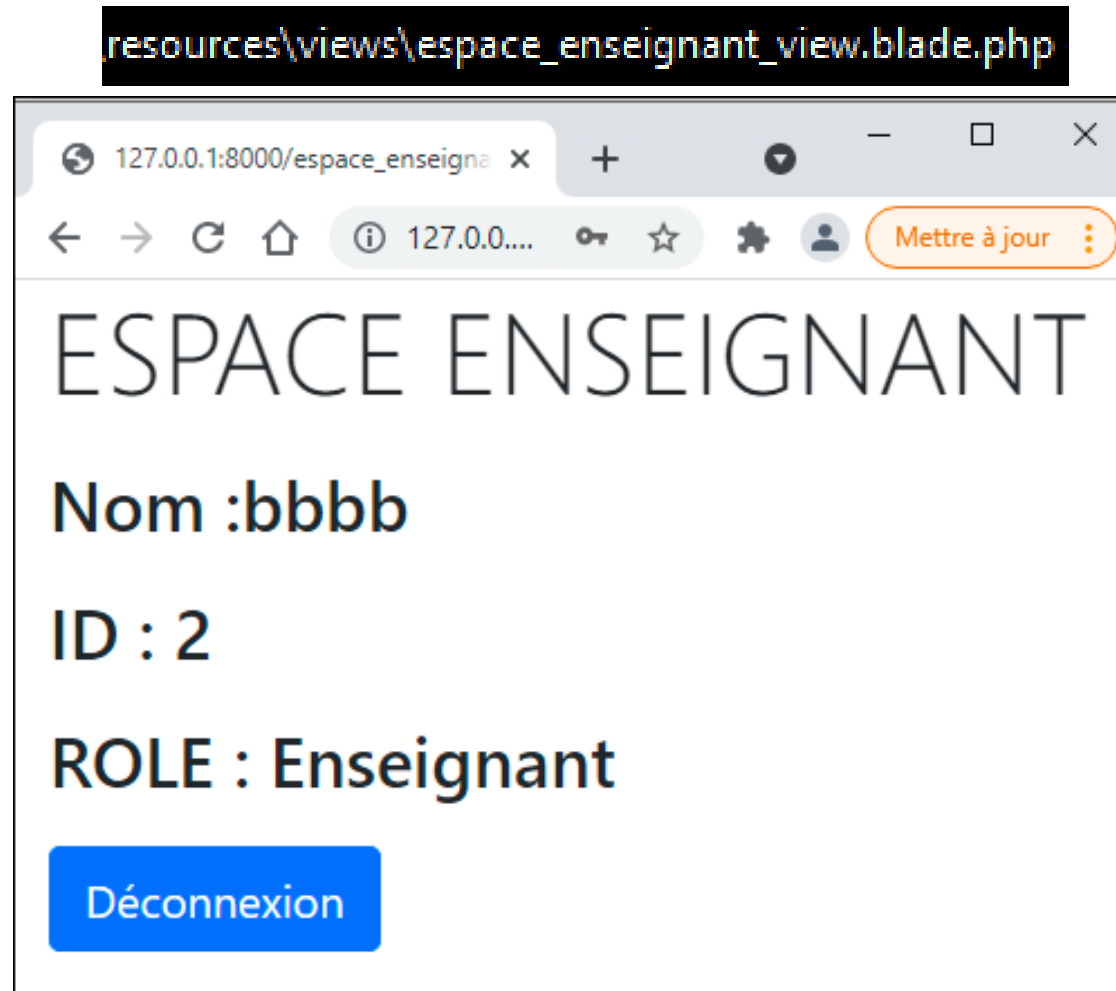 resources\views\espace_enseignant_view.blade.php
127.0.0.1:8000/espace_enseigna
127.0.0.... Mettre à jour
ESPACE ENSEIGNANT
Nom :bbbb
ID : 2
ROLE : Enseignant
Déconnexion